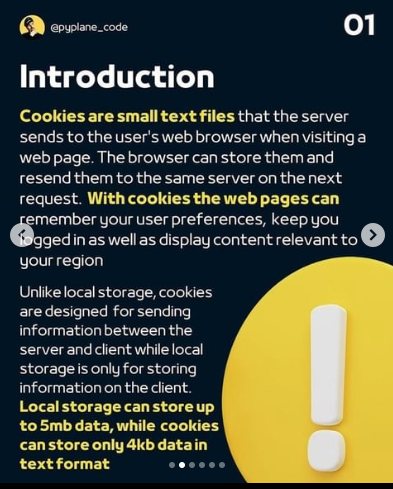 @pyplane_code
01
Introduction
Cookies are small text files that the server
sends to the user's web browser when visiting a
web page. The browser can store them and
resend them to the same server on the next
request. With cookies the web pages can
remember your user preferences, keep you
logged in as well as display content relevant to
your region
Unlike local storage, cookies
are designed for sending
information between the
server and client while local
storage is only for storing
information on the client.
Local storage can store up
to 5mb data, while cookies
can store only 4kb data in
text format